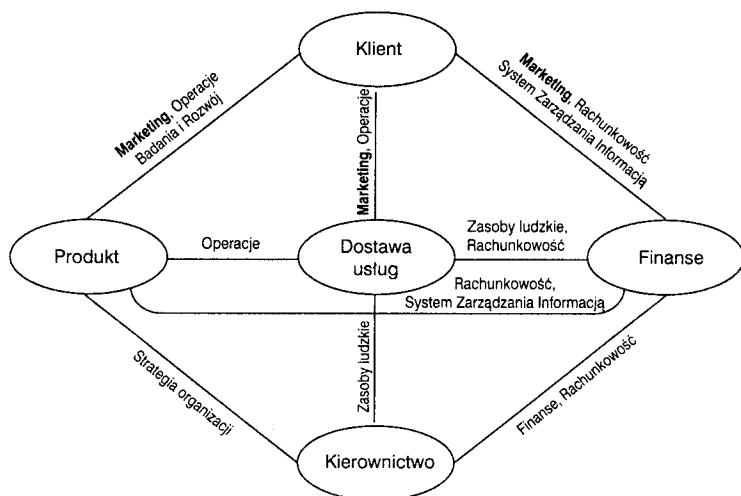 Klient
Marketing, Operacje
Badania i Rozwój
Marketing, Operacje
Marketing, Rachunkowość
System Zarządzania Informacją
Produkt
Operacje
Dostawa
usług
Zasoby ludzkie,
Rachunkowość
Finanse
Rachunkowość,
System Zarządzania Informacją
Strategia organizacji
Zasoby ludzkie
Finanse, Rachunkowość
Kierownictwo